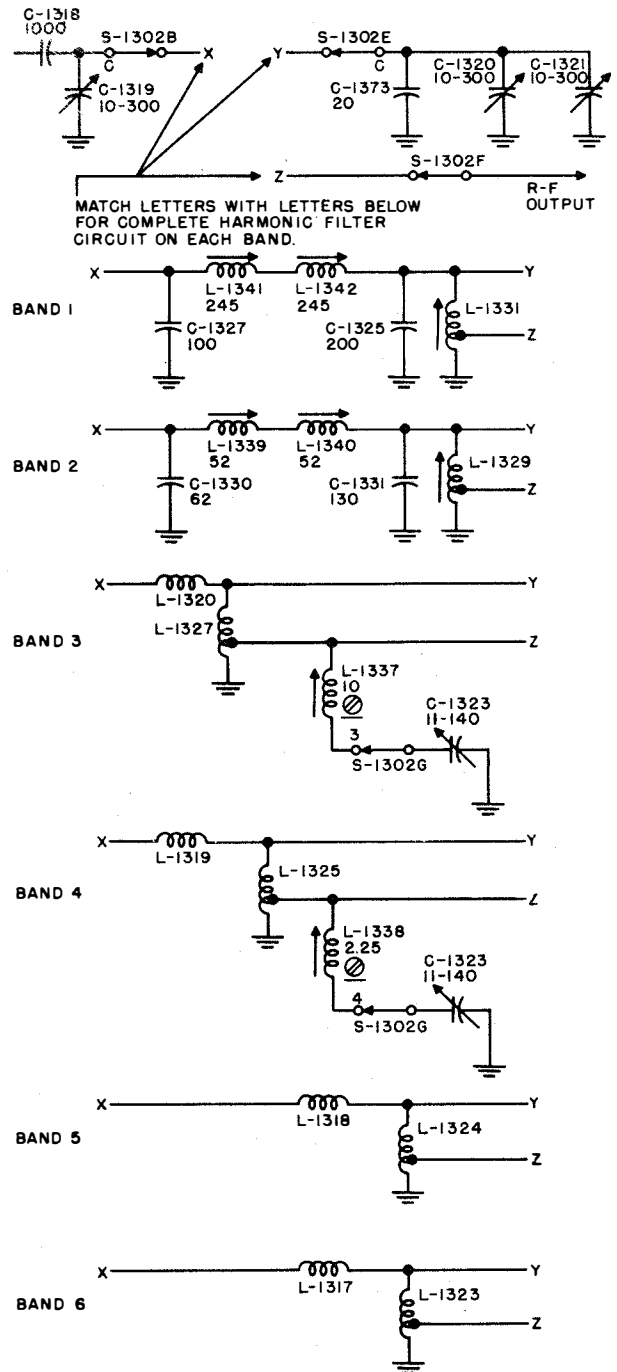 C-1318
1000
S-1302B
X
C
C-1319
10-300
Y
S-1302E
C
C-1373
20
C-1320
10-300
C-1321
10-300
Z
S-1302F
R-F
OUTPUT
MATCH LETTERS WITH LETTERS BELOW
FOR COMPLETE HARMONIC FILTER
CIRCUIT ON EACH BAND.
BAND 1
X
L-1341
245
L-1342
245
Y
C-1327
100
C-1325
200
L-1331
Z
BAND 2
X
L-1339
52
L-1340
52
Y
C-1330
62
C-1331
130
L-1329
Z
BAND 3
X
L-1320
Y
L-1327
Z
L-1337
10
3
S-1302G
C-1323
11-140
BAND 4
X
L-1319
Y
L-1325
Z
L-1338
2.25
4
S-1302G
C-1323
11-140
BAND 5
X
L-1318
Y
L-1324
Z
BAND 6
X
L-1317
Y
L-1323
Z